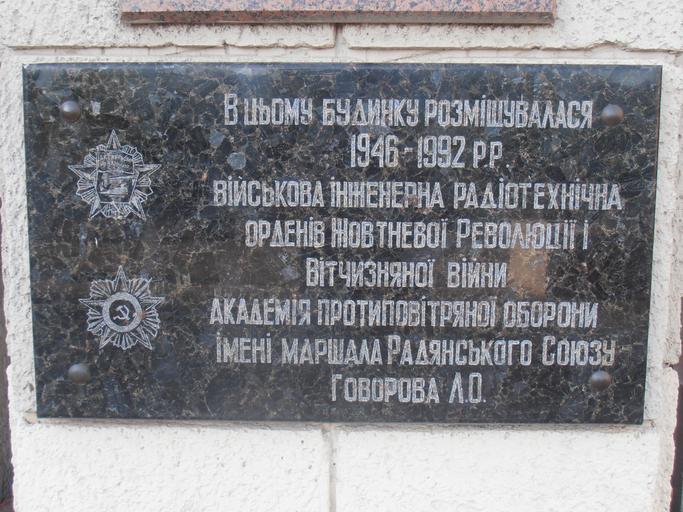 В цьому будинку розмішувалася
1946-1992 р.р
військова інженерна радіотехнічна
орденів Жовтневої Революції і
Вітчизняної війни
академія протиповітряної оборони
імені маршала Радянського Союзу
Говорова Л.О.